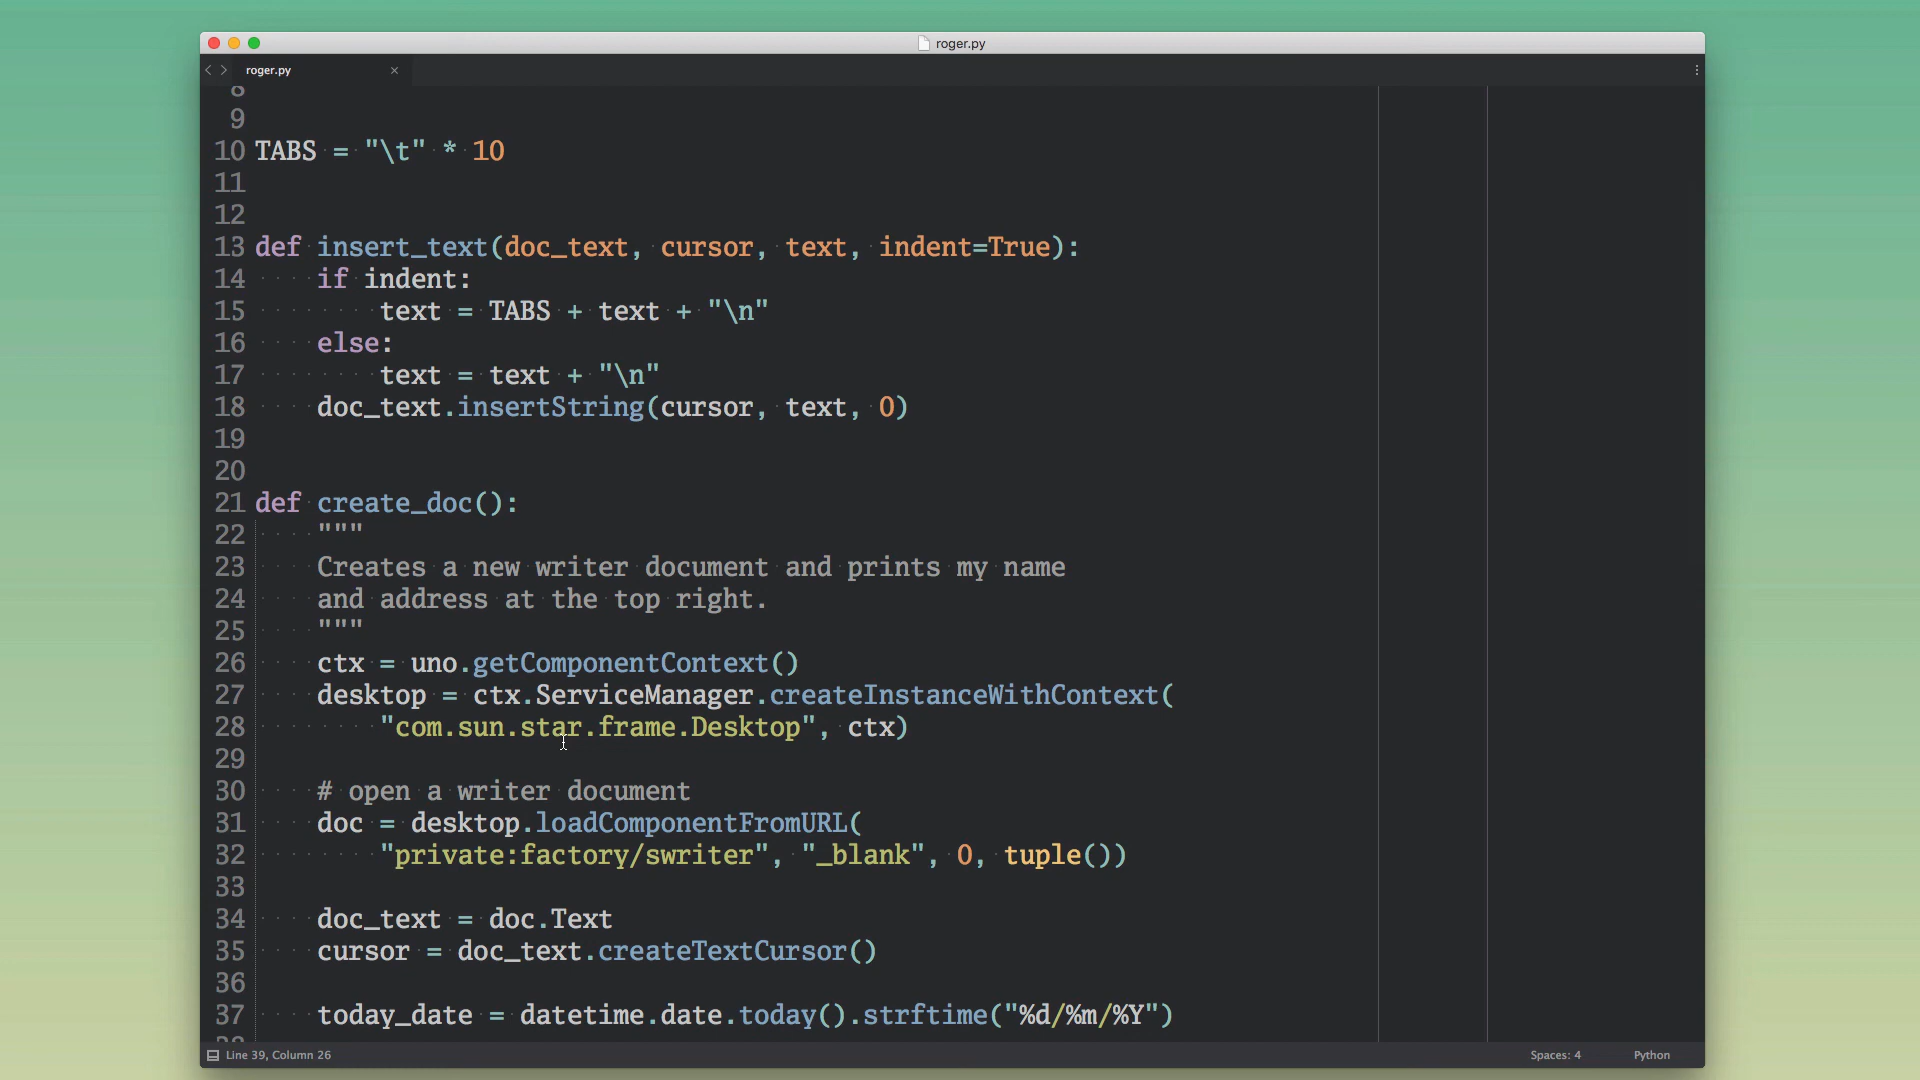 roger.py
roger.py
8
9
10 TABS = "\t" * 10
11
12
13 def insert_text(doc_text, cursor, text, indent=True):
14     if indent:
15         text = TABS + text + "\n"
16     else:
17         text = text + "\n"
18     doc_text.insertString(cursor, text, 0)
19
20
21 def create_doc():
22     """
23     Creates a new writer document and prints my name
24     and address at the top right.
25     """
26     ctx = uno.getComponentContext()
27     desktop = ctx.ServiceManager.createInstanceWithContext(
28         "com.sun.star.frame.Desktop", ctx)
29
30     # open a writer document
31     doc = desktop.loadComponentFromURL(
32         "private:factory/swriter", "_blank", 0, tuple())
33
34     doc_text = doc.Text
35     cursor = doc_text.createTextCursor()
36
37     today_date = datetime.date.today().strftime("%d/%m/%Y")
Line 39, Column 26 Spaces: 4 Python